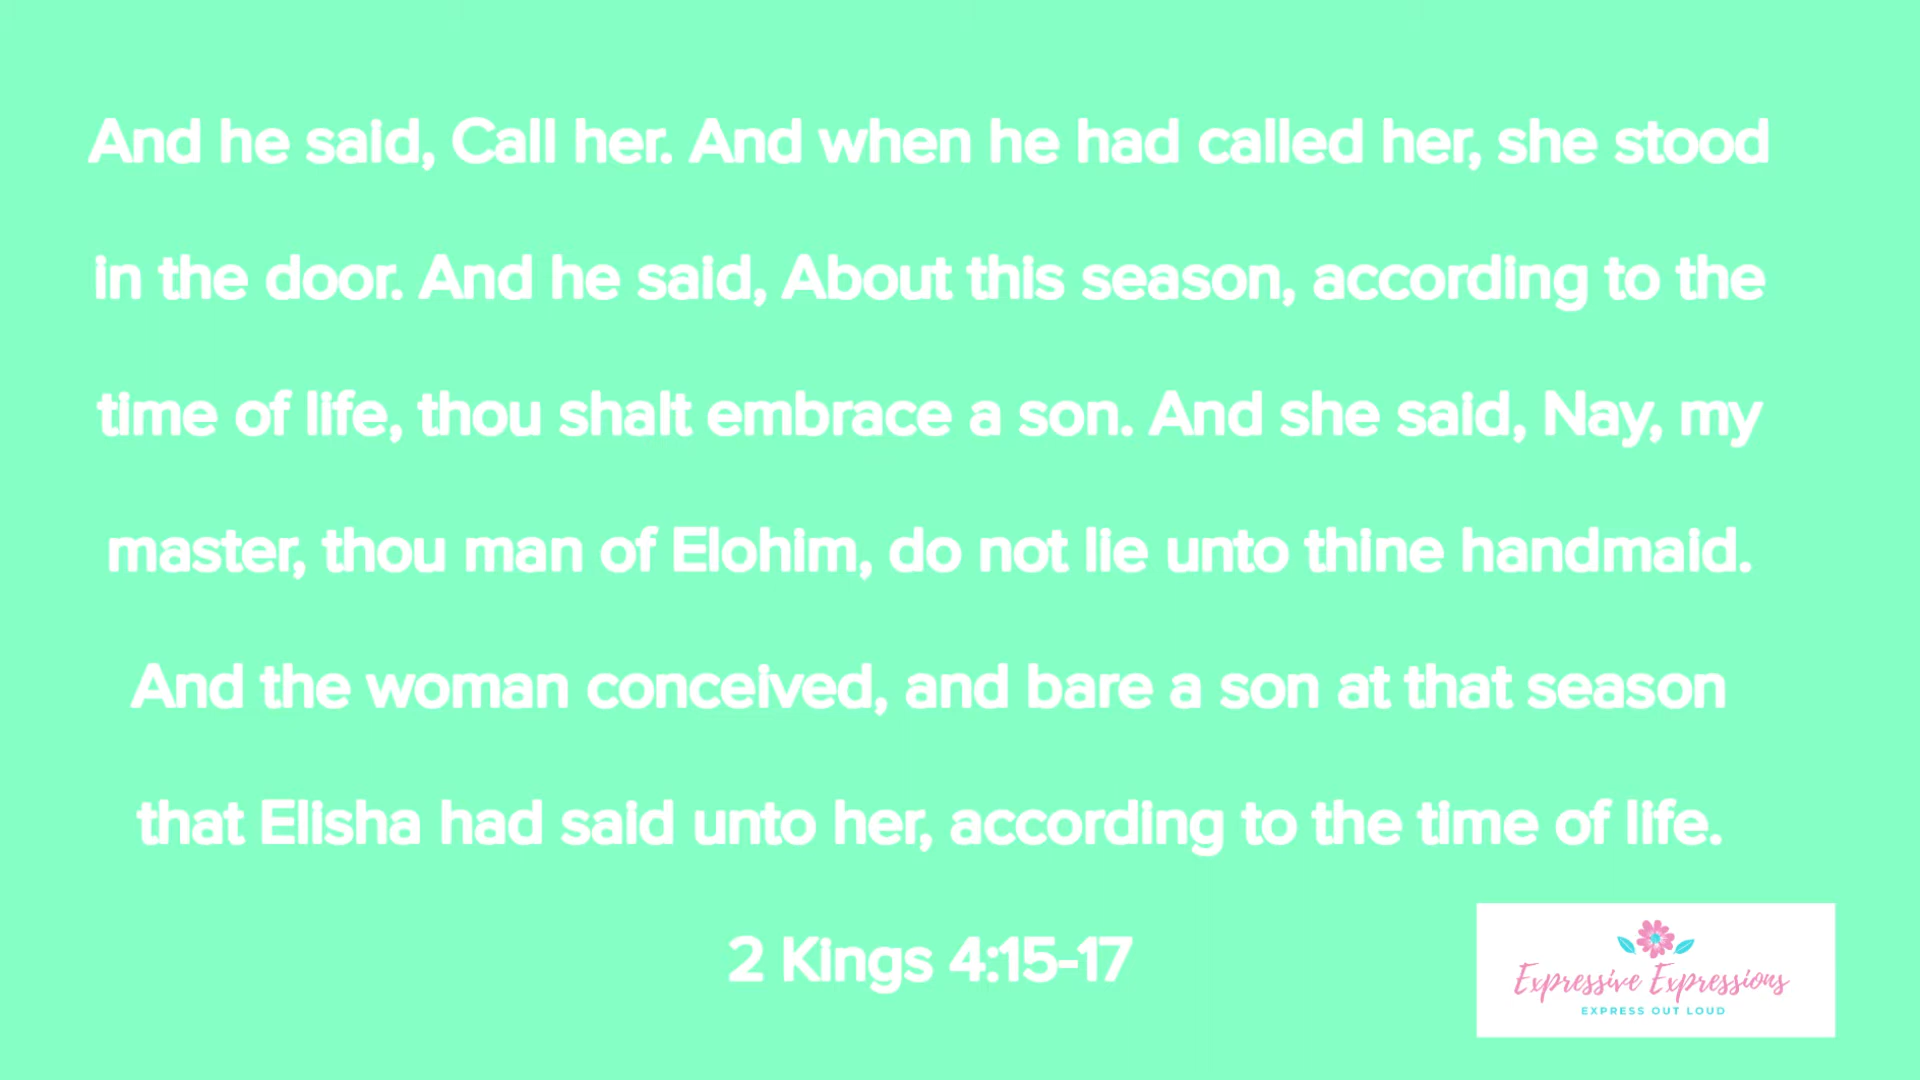 And he said, Call her. And when he had called her, she stood
in the door. And he said, About this season, according to the
time of life, thou shalt embrace a son. And she said, Nay, my
master, thou man of Elohim, do not lie unto thine handmaid.
And the woman conceived, and bare a son at that season
that Elisha had said unto her, according to the time of life.
2 Kings 4:15-17
Expressive Expressions
EXPRESS OUT LOUD